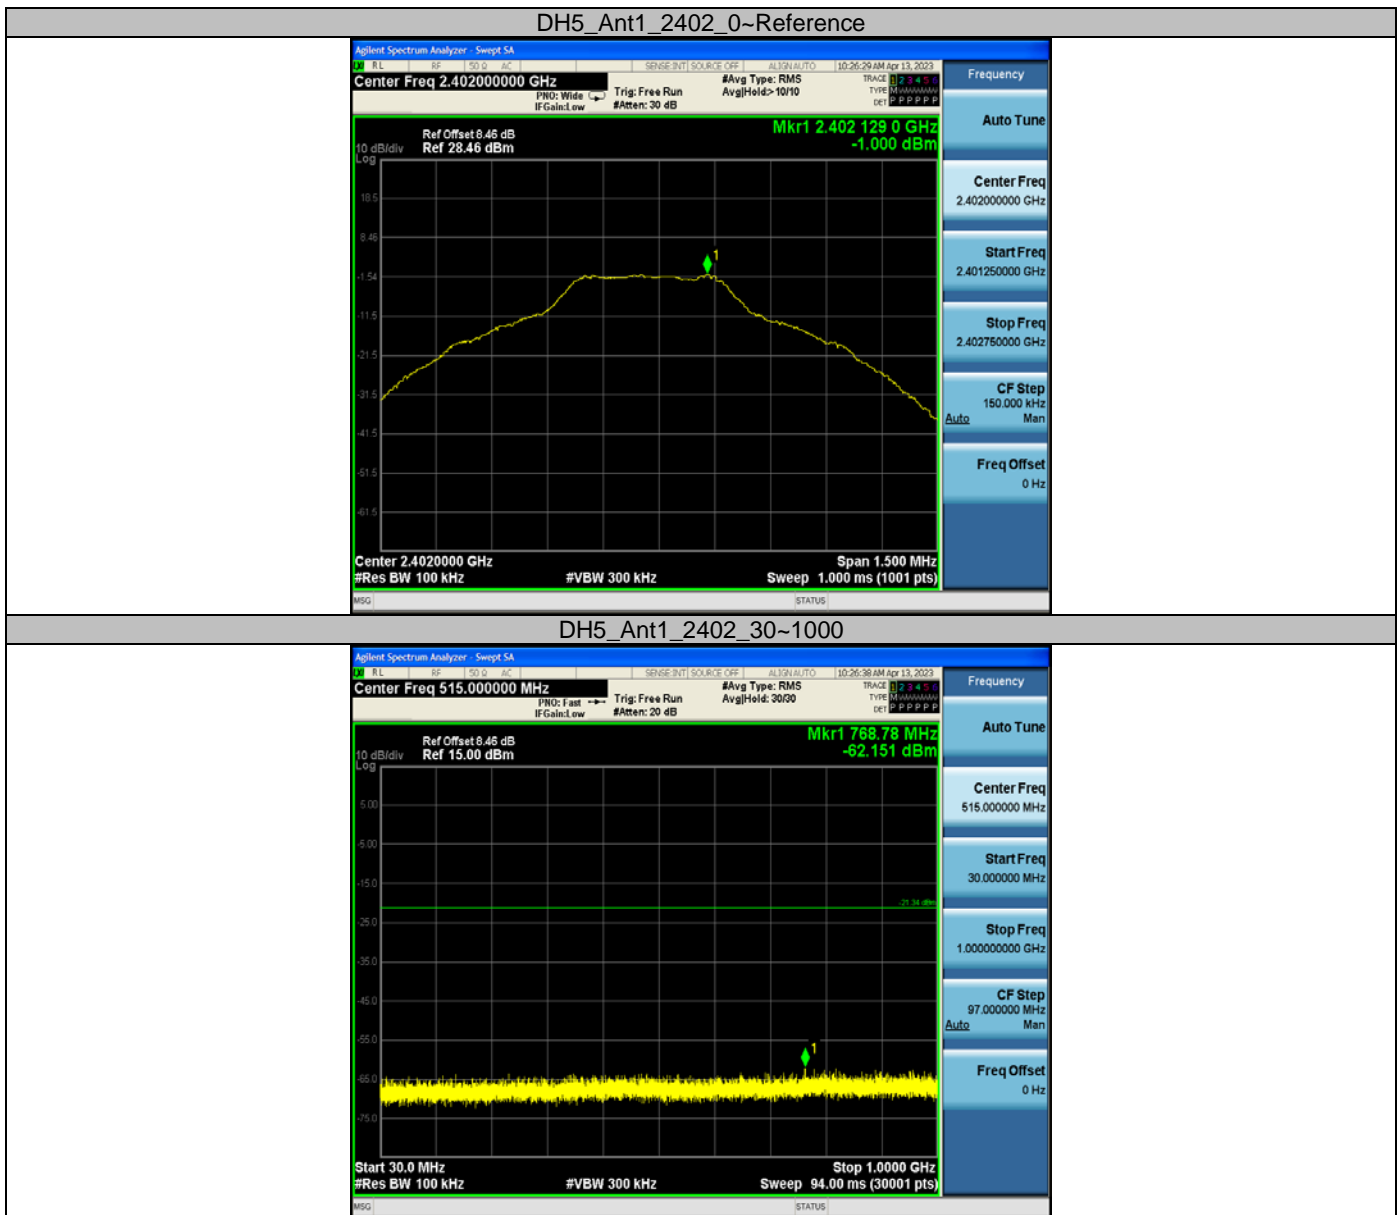 DH5_Ant1_2402_0~Reference
Agilent Spectrum Analyzer - Swept SA
RL RF 50 Ω AC SENSE:INT SOURCE OFF ALIGN AUTO 10:26:29 AM Apr 13, 2023
Center Freq 2.402000000 GHz
#Avg Type: RMS
TRACE 1 2 3 4 5 6
PNO: Wide
Trig: Free Run
Avg|Hold:> 10/10
TYPE M
IFGain:Low
#Atten: 30 dB
DET P P P P P P
Frequency
Auto Tune
Ref Offset 8.46 dB
Mkr1 2.402 129 0 GHz
10 dB/div
Ref 28.46 dBm
-1.000 dBm
Log
18.5
8.46
-1.54
-11.5
-21.5
-31.5
-41.5
-51.5
-61.5
1
Center Freq
2.402000000 GHz
Start Freq
2.401250000 GHz
Stop Freq
2.402750000 GHz
CF Step
150.000 kHz
Auto Man
Freq Offset
0 Hz
Center 2.4020000 GHz
Span 1.500 MHz
#Res BW 100 kHz
#VBW 300 kHz
Sweep 1.000 ms (1001 pts)
MSG
STATUS
DH5_Ant1_2402_30~1000
Agilent Spectrum Analyzer - Swept SA
RL RF 50 Ω AC SENSE:INT SOURCE OFF ALIGN AUTO 10:26:38 AM Apr 13, 2023
Center Freq 515.000000 MHz
#Avg Type: RMS
TRACE 1 2 3 4 5 6
PNO: Fast
Trig: Free Run
Avg|Hold: 30/30
TYPE M
IFGain:Low
#Atten: 20 dB
DET P P P P P P
Frequency
Auto Tune
Ref Offset 8.46 dB
Mkr1 768.78 MHz
10 dB/div
Ref 15.00 dBm
-62.151 dBm
Log
5.00
-5.00
-15.0
-21.34 dBm
-25.0
-35.0
-45.0
-55.0
-65.0
-75.0
1
Center Freq
515.000000 MHz
Start Freq
30.000000 MHz
Stop Freq
1.000000000 GHz
CF Step
97.000000 MHz
Auto Man
Freq Offset
0 Hz
Start 30.0 MHz
Stop 1.0000 GHz
#Res BW 100 kHz
#VBW 300 kHz
Sweep 94.00 ms (30001 pts)
MSG
STATUS